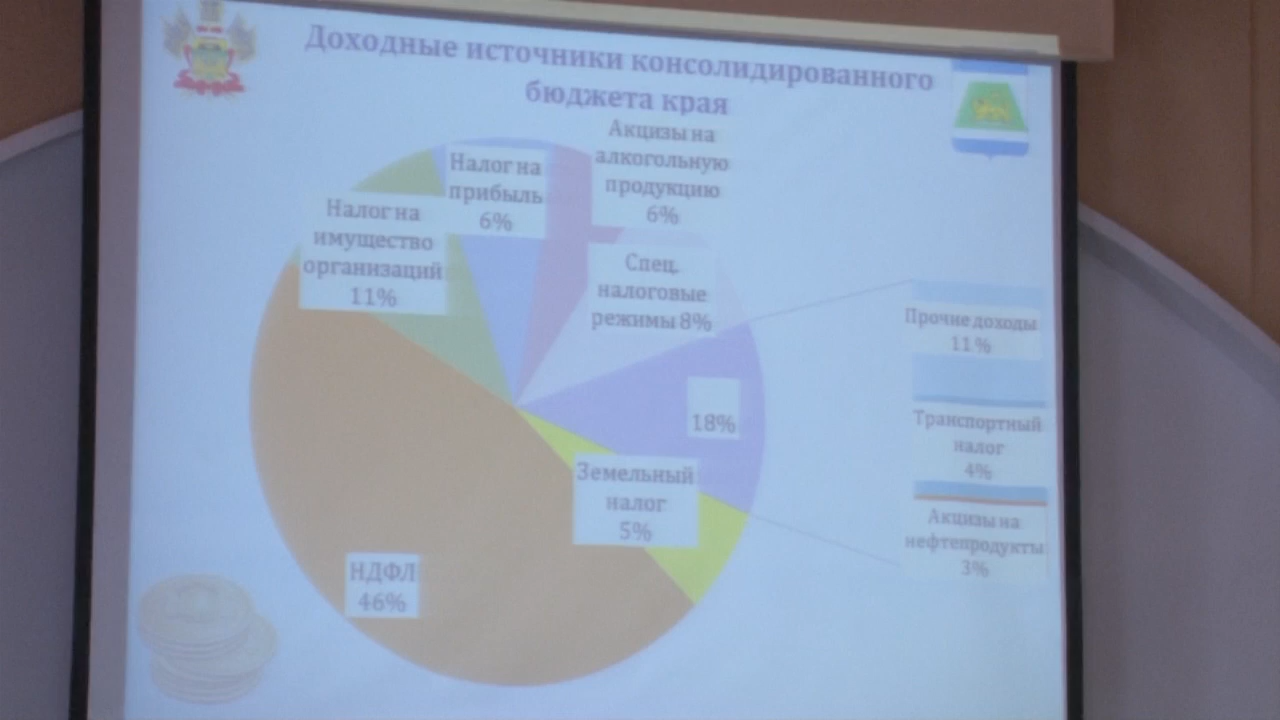 Доходные источники консолидированного
бюджета края
Акцизы на
алкогольную
продукцию
6%
Налог на
прибыль
6%
Налог на
имущество
организаций
11%
Спец.
налоговые
режимы 8%
Прочие доходы
11%
18%
Транспортный
налог
4%
Земельный
налог
5%
Акцизы на
нефтепродукты
3%
НДФЛ
46%